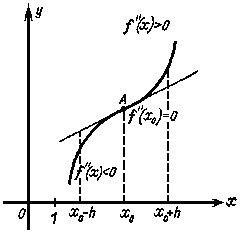 y
f''(x)>0
A
f''(x₀)=0
f''(x)<0
0 1 x₀-h x₀ x₀+h x